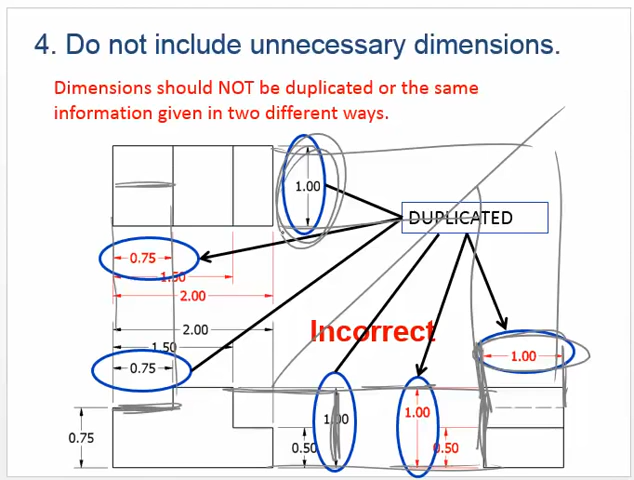 4. Do not include unnecessary dimensions.
Dimensions should NOT be duplicated or the same
information given in two different ways.
1.00
DUPLICATED
0.75
1.50
2.00
2.00
Incorrect
1.50
1.00
0.75
1.00
1.00
0.75
0.50
0.50